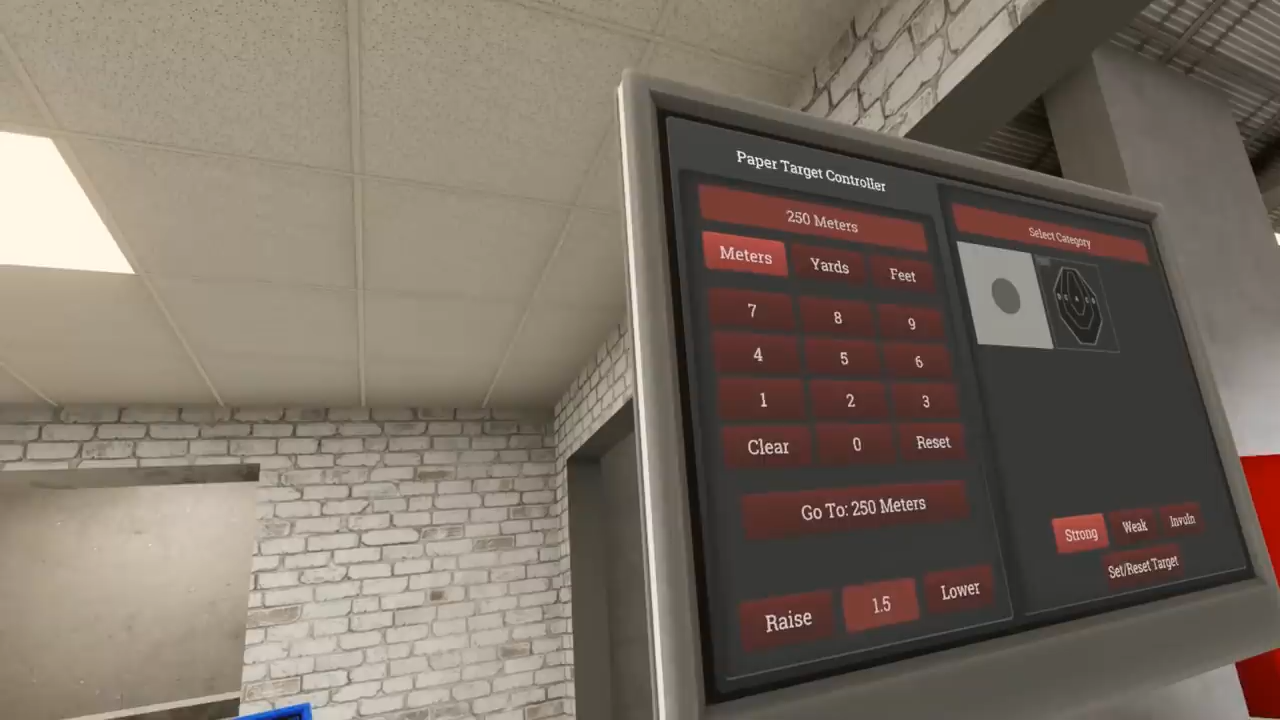 Paper Target Controller
250 Meters
Meters Yards Feet
7 8 9
4 5 6
1 2 3
Clear 0 Reset
Go To: 250 Meters
Raise 1.5 Lower
Select Category
Strong Weak Invuln
Set/Reset Target